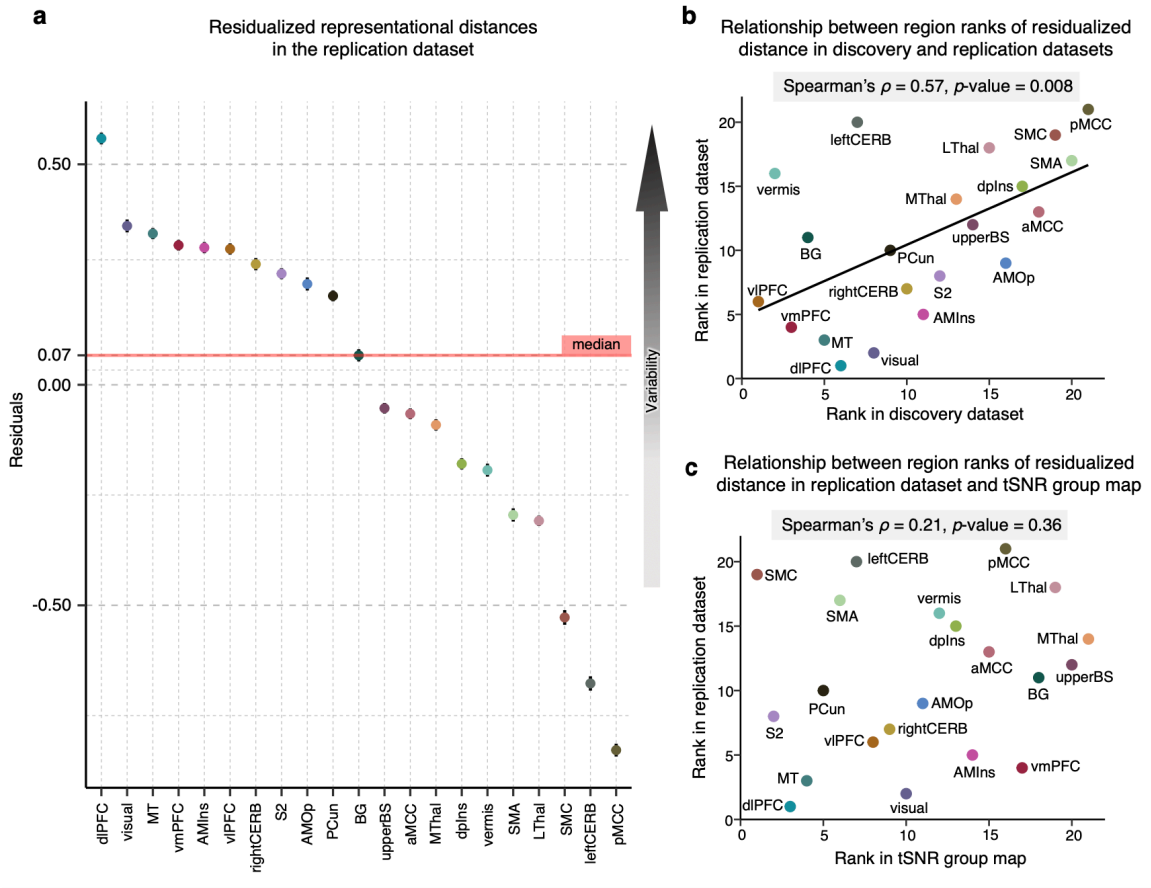 a
Residualized representational distances
in the replication dataset
Residuals
0.50
0.07
0.00
-0.50
median
Variability
dlPFC
visual
MT
vmPFC
AMIns
vlPFC
rightCERB
S2
AMOp
PCun
BG
upperBS
aMCC
MThal
dpIns
vermis
SMA
LThal
SMC
leftCERB
pMCC
b
Relationship between region ranks of residualized
distance in discovery and replication datasets
Spearman's ρ = 0.57, p-value = 0.008
Rank in replication dataset
20
15
10
5
0
pMCC
leftCERB
SMC
LThal
SMA
vermis
dpIns
MThal
aMCC
upperBS
BG
PCun
AMOp
S2
rightCERB
vlPFC
AMIns
vmPFC
MT
visual
dlPFC
0
5
10
15
20
Rank in discovery dataset
c
Relationship between region ranks of residualized
distance in replication dataset and tSNR group map
Spearman's ρ = 0.21, p-value = 0.36
Rank in replication dataset
20
15
10
5
0
leftCERB
pMCC
SMC
LThal
SMA
vermis
dpIns
MThal
aMCC
upperBS
BG
PCun
AMOp
S2
rightCERB
vlPFC
AMIns
vmPFC
MT
dlPFC
visual
0
5
10
15
20
Rank in tSNR group map